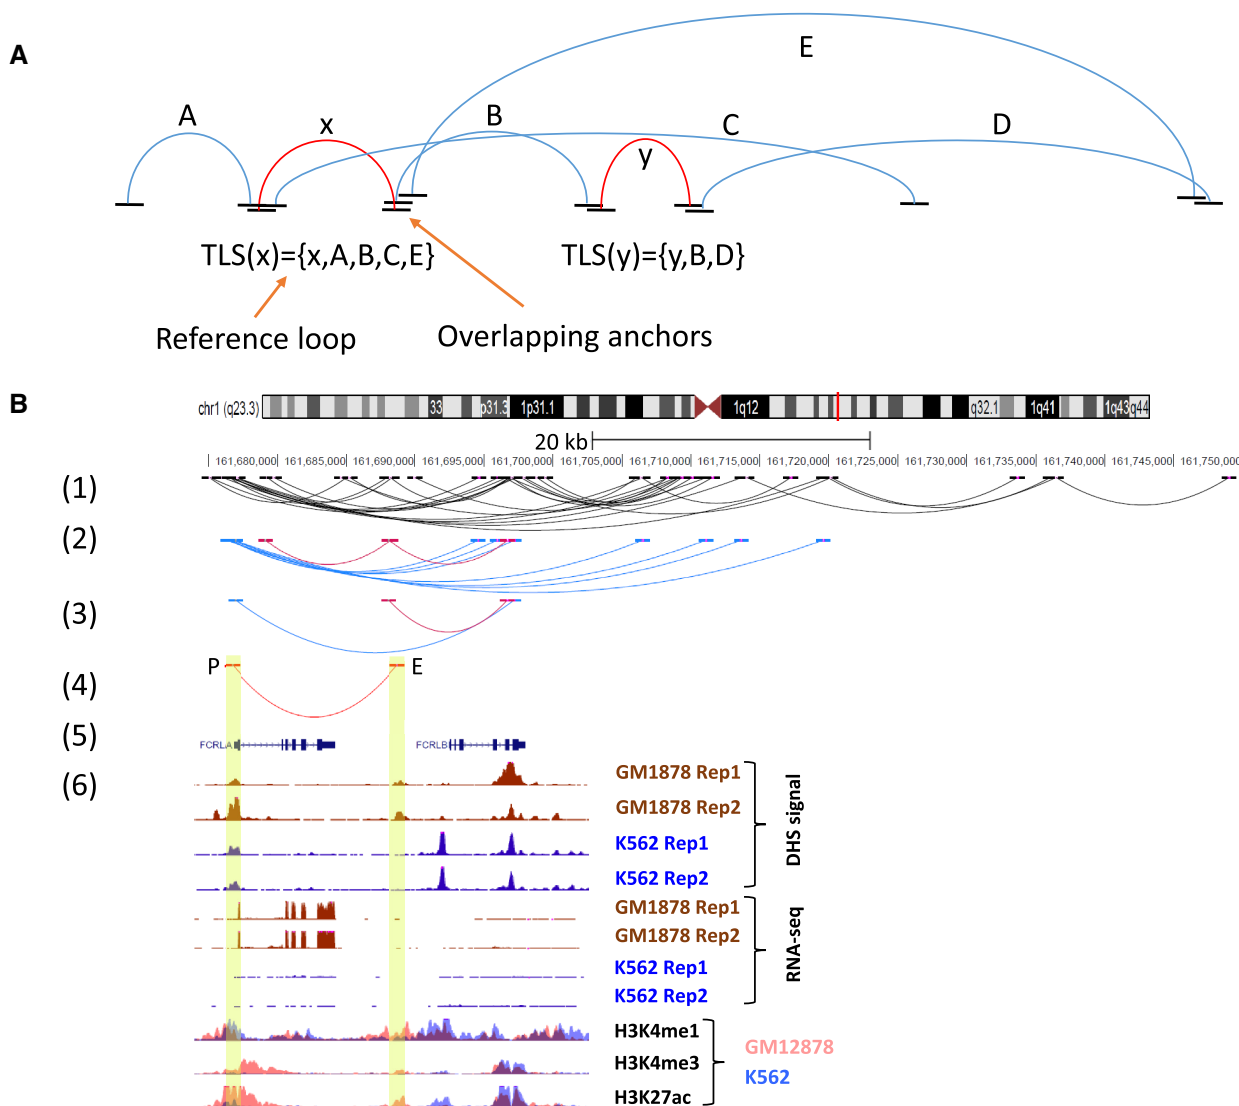 A
E
A
x
B
C
D
y
TLS(x)={x,A,B,C,E}
TLS(y)={y,B,D}
Reference loop
Overlapping anchors
B
chr1 (q23.3)
33
p31.3
1p31.1
1q12
q32.1
1q41
1q43
q44
20 kb
161,680,000
161,685,000
161,690,000
161,695,000
161,700,000
161,705,000
161,710,000
161,715,000
161,720,000
161,725,000
161,730,000
161,735,000
161,740,000
161,745,000
161,750,000
(1)
(2)
(3)
P
E
(4)
(5)
FCRLA
FCRLB
(6)
GM1878 Rep1
GM1878 Rep2
K562 Rep1
K562 Rep2
DHS signal
GM1878 Rep1
GM1878 Rep2
K562 Rep1
K562 Rep2
RNA-seq
H3K4me1
H3K4me3
H3K27ac
GM12878
K562